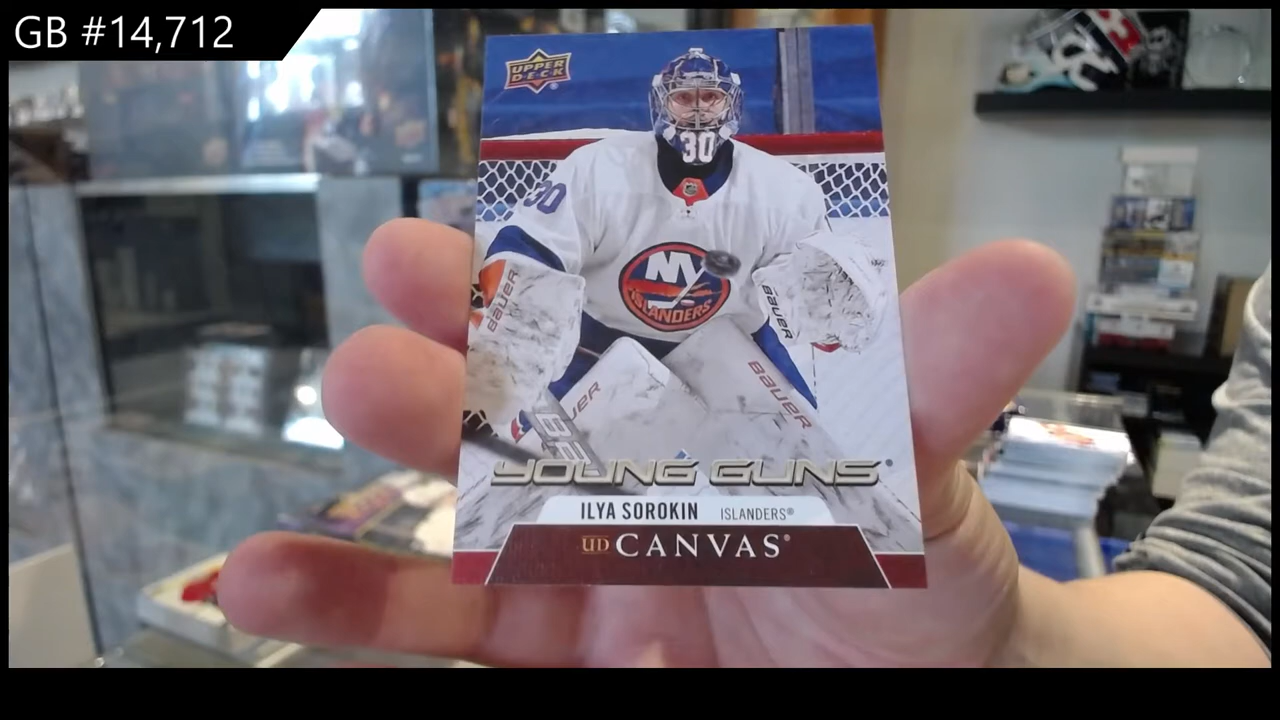 GB #14,712
UPPER
DECK
30
30
NY
ISLANDERS
BAUER
BAUER
BAUER
YOUNG GUNS
ILYA SOROKIN ISLANDERS®
UD CANVAS®